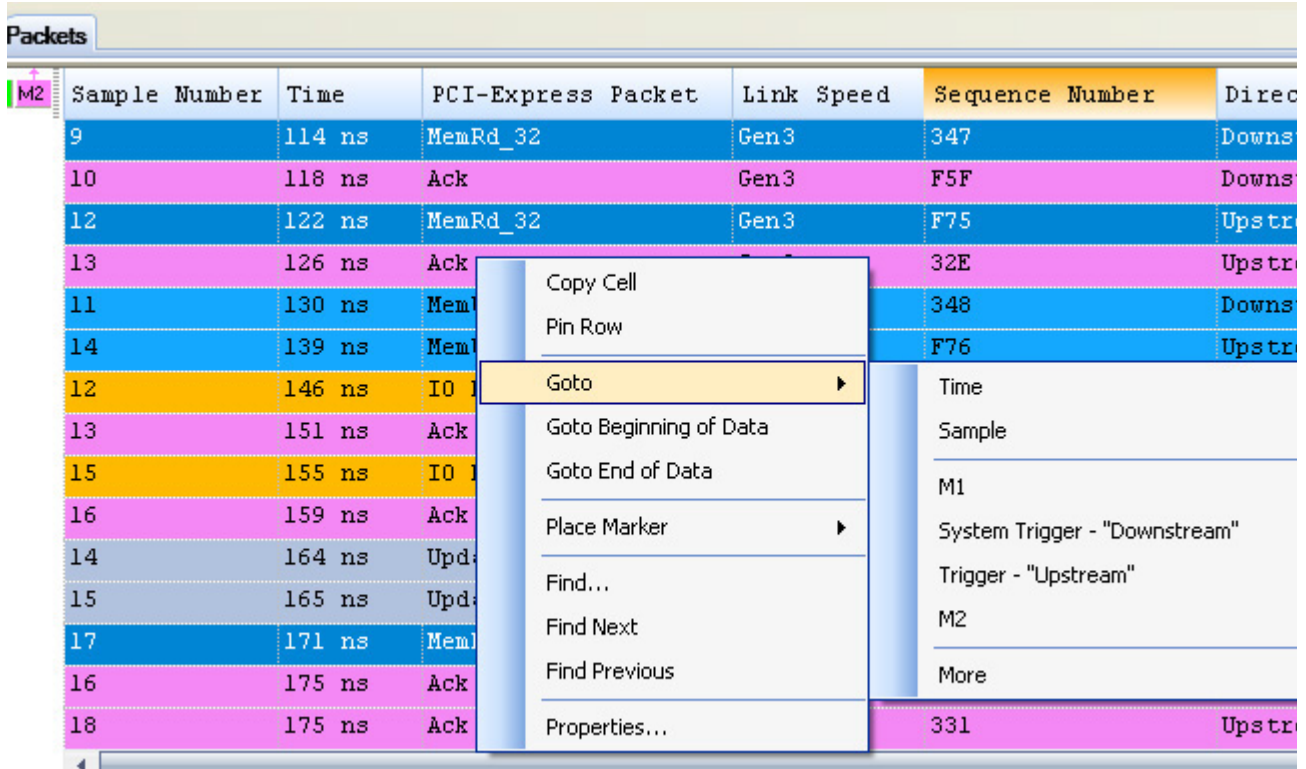 Packets
M2 Sample Number Time PCI-Express Packet Link Speed Sequence Number
9 114 ns MemRd_32 Gen3 347
10 118 ns Ack Gen3 F5F
12 122 ns MemRd_32 Gen3 F75
13 126 ns Ack 32E
11 130 ns 348
14 139 ns F76
12 146 ns IO
13 151 ns Ack
15 155 ns IO
16 159 ns Ack
14 164 ns
15 165 ns
17 171 ns
16 175 ns Ack
18 175 ns Ack 331
Copy Cell
Pin Row
Goto
Goto Beginning of Data
Goto End of Data
Place Marker
Find...
Find Next
Find Previous
Properties...
Time
Sample
M1
System Trigger - "Downstream"
Trigger - "Upstream"
M2
More